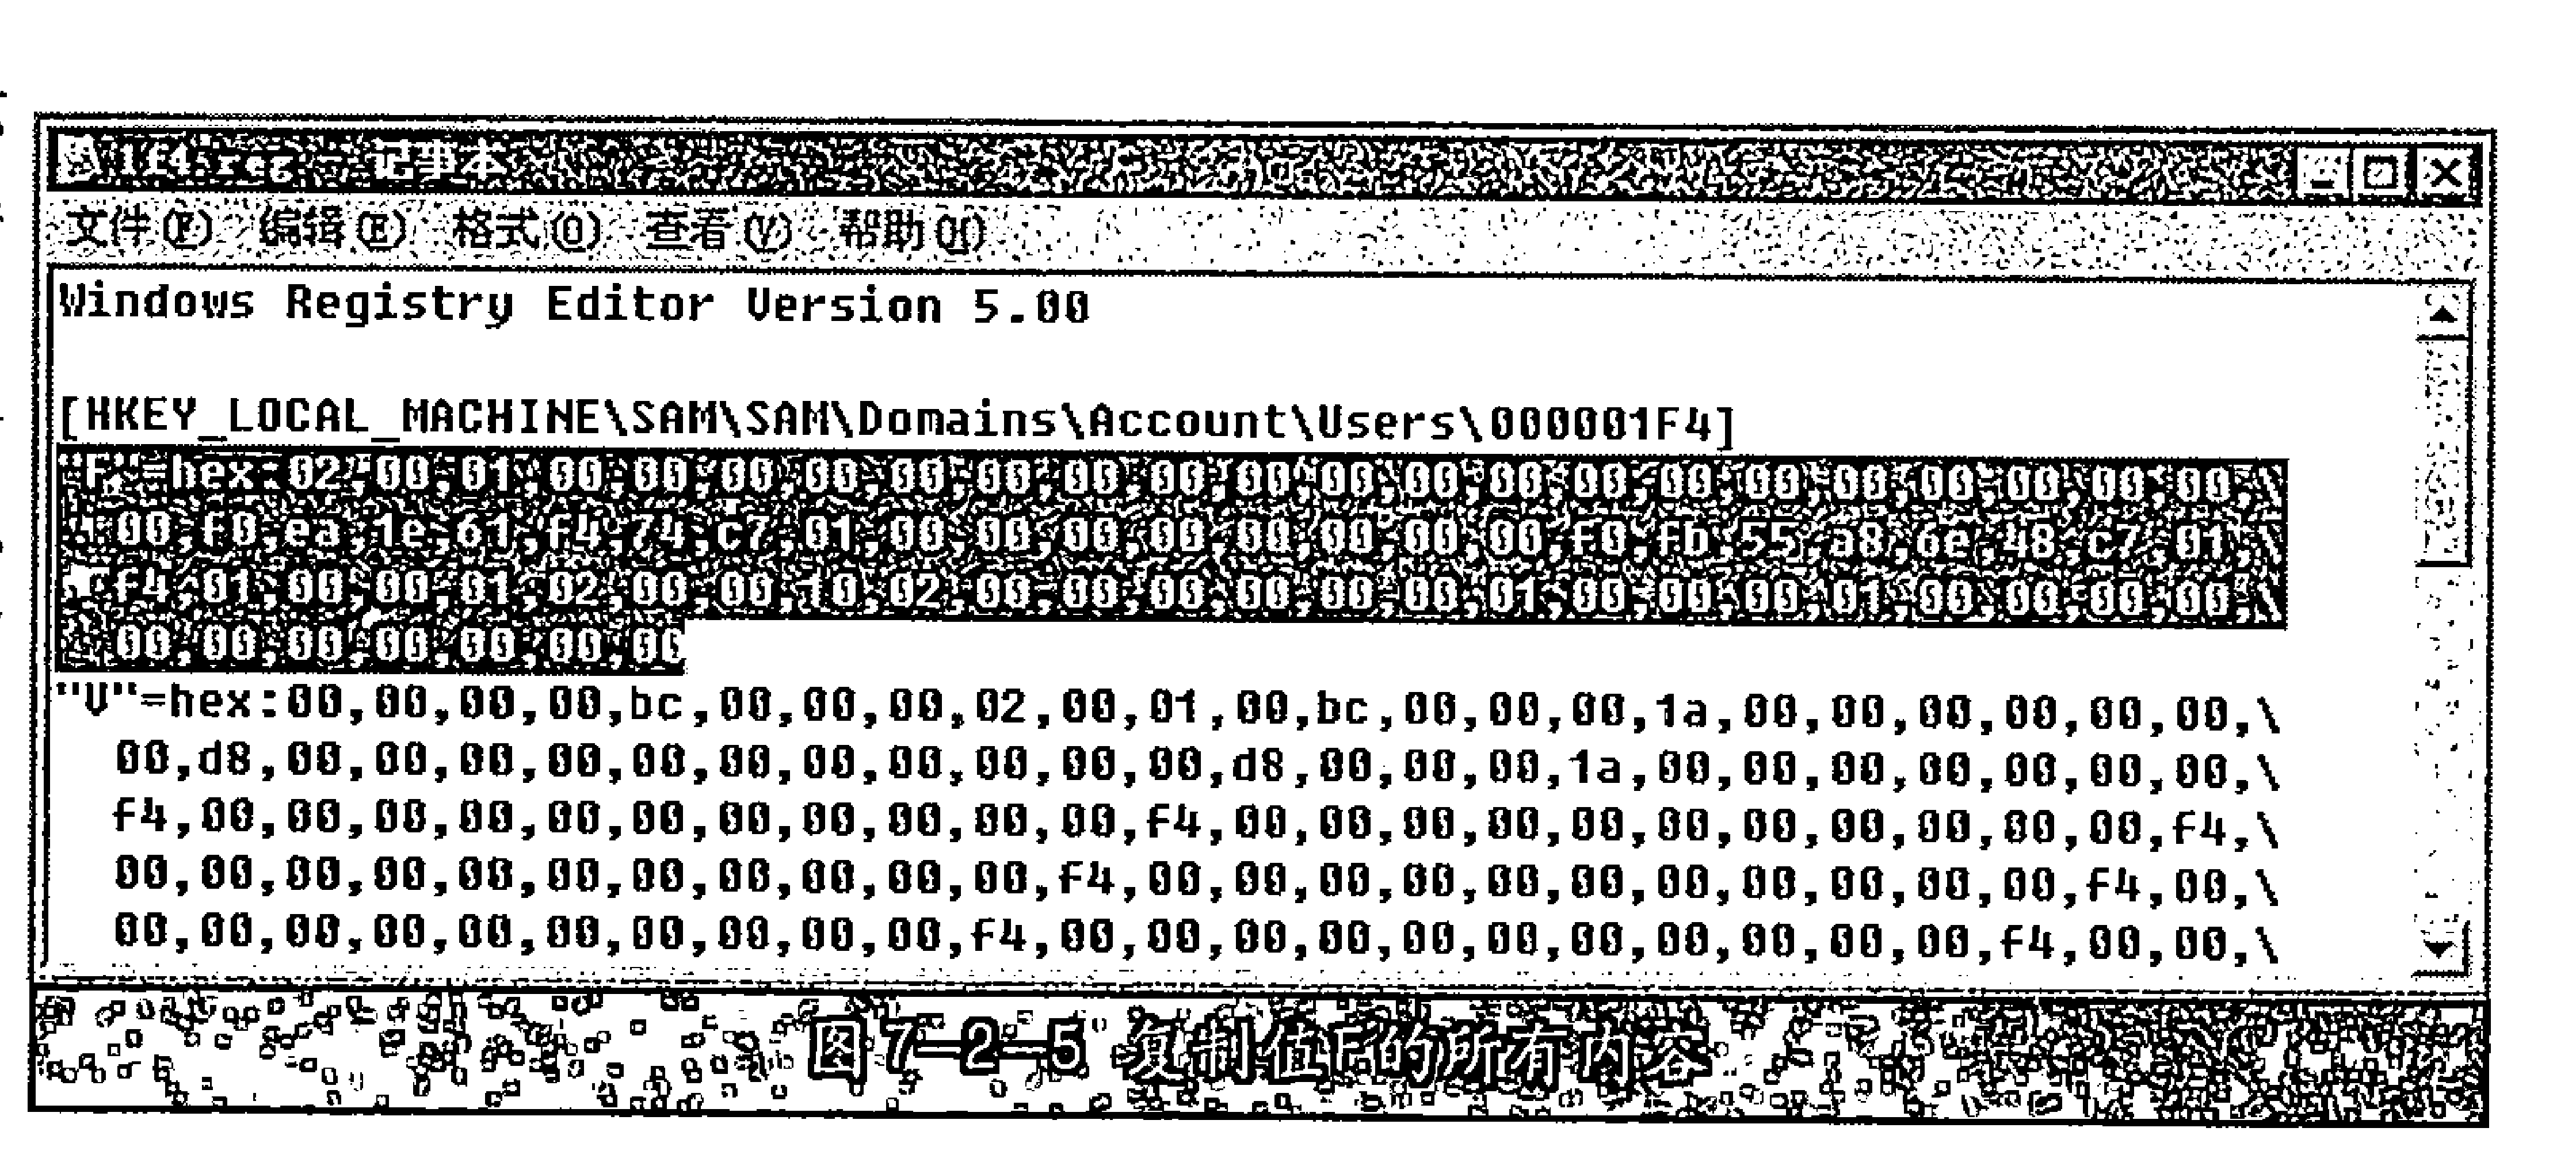 1F4.reg - 记事本
文件(F) 编辑(E) 格式(O) 查看(V) 帮助(H)
Windows Registry Editor Version 5.00
[HKEY_LOCAL_MACHINE\SAM\SAM\Domains\Account\Users\000001F4]
"F"=hex:02,00,01,00,00,00,00,00,00,00,00,00,00,00,00,00,00,00,00,00,00,00,00,\
00,f0,ea,1e,61,f4,74,c7,01,00,00,00,00,00,00,00,00,f0,fb,55,a8,6e,48,c7,01,\
f4,01,00,00,01,02,00,00,10,02,00,00,00,00,00,00,01,00,00,00,01,00,00,00,00,\
00,00,00,00,00,00,00
"V"=hex:00,00,00,00,bc,00,00,00,02,00,01,00,bc,00,00,00,1a,00,00,00,00,00,00,\
00,d8,00,00,00,00,00,00,00,00,00,00,00,d8,00,00,00,1a,00,00,00,00,00,00,00,\
f4,00,00,00,00,00,00,00,00,00,00,00,f4,00,00,00,00,00,00,00,00,00,00,00,f4,\
00,00,00,00,00,00,00,00,00,00,00,f4,00,00,00,00,00,00,00,00,00,00,00,f4,00,\
00,00,00,00,00,00,00,00,00,00,f4,00,00,00,00,00,00,00,00,00,00,00,f4,00,00,\
图 7-2-5 复制值F的所有内容